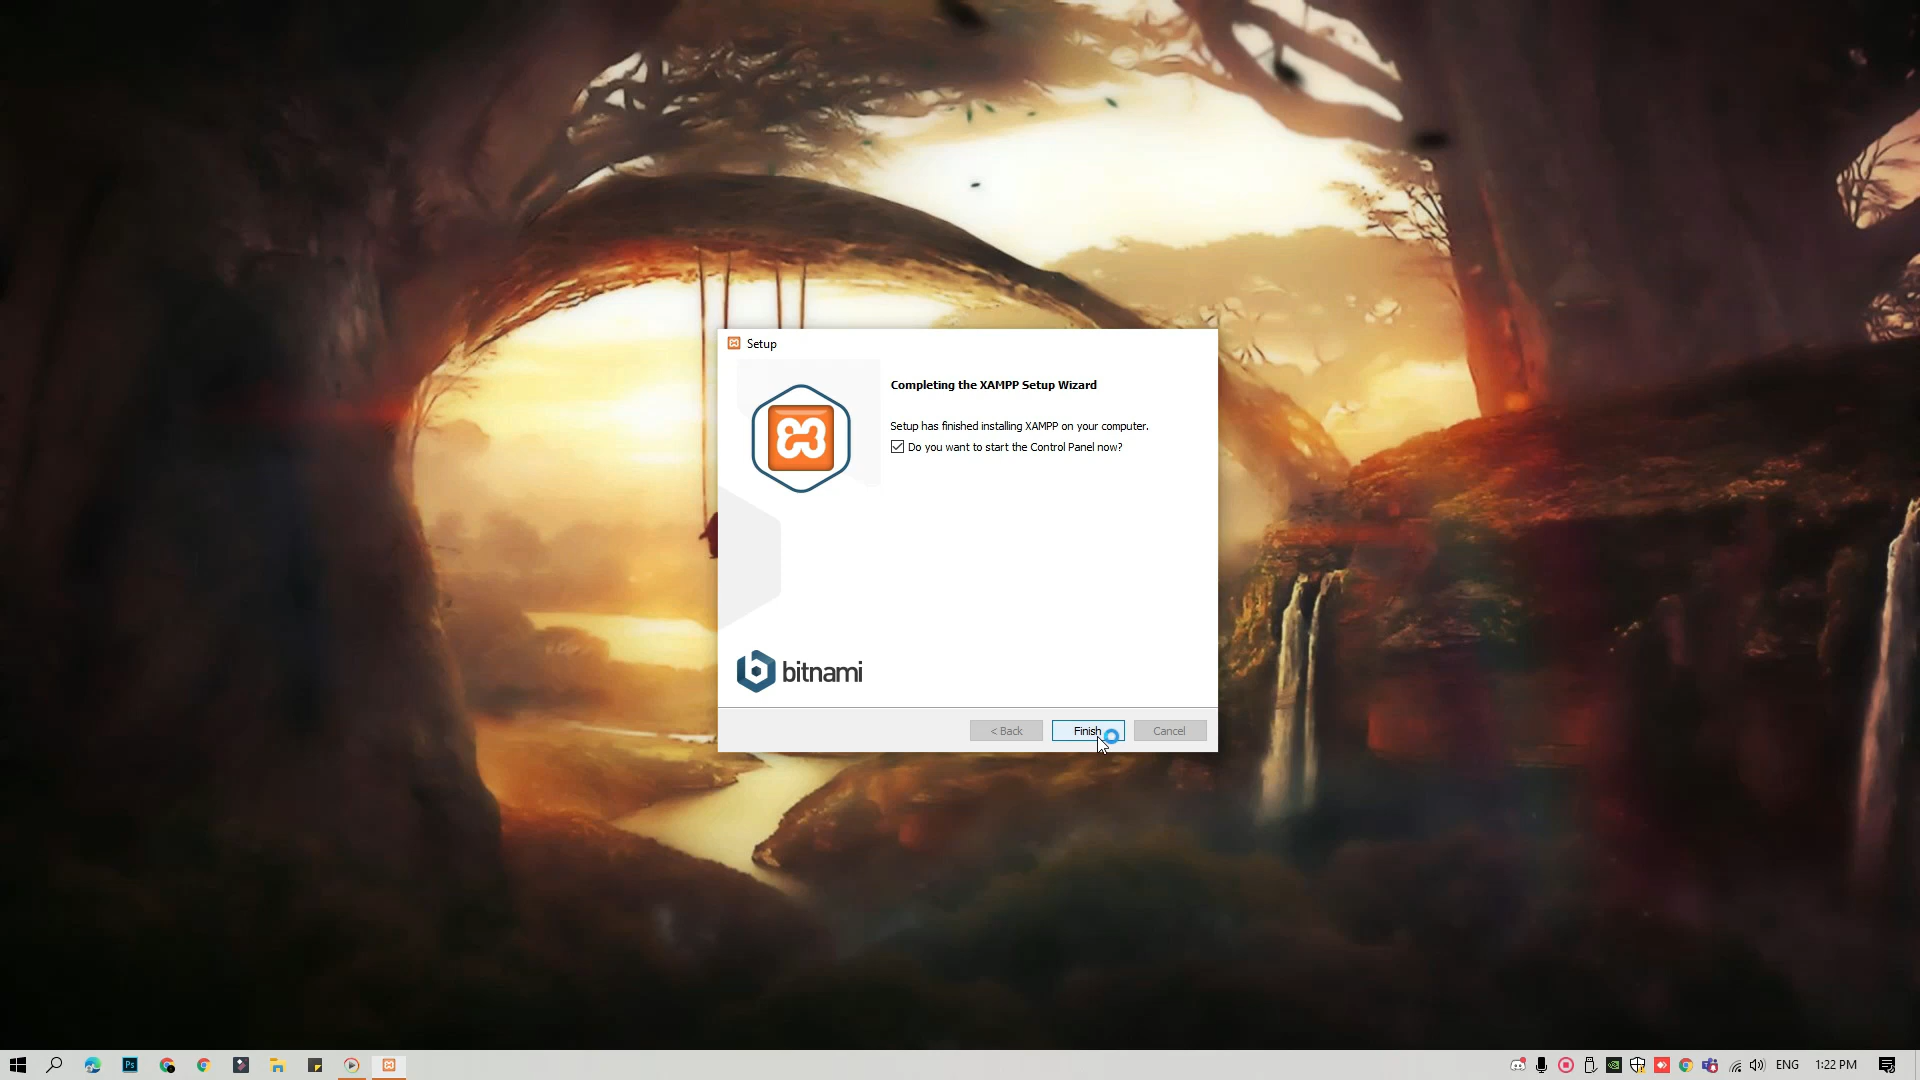 Setup
Completing the XAMPP Setup Wizard
Setup has finished installing XAMPP on your computer.
Do you want to start the Control Panel now?
bitnami
< Back
Finish
Cancel
Ps
ENG
1:22 PM